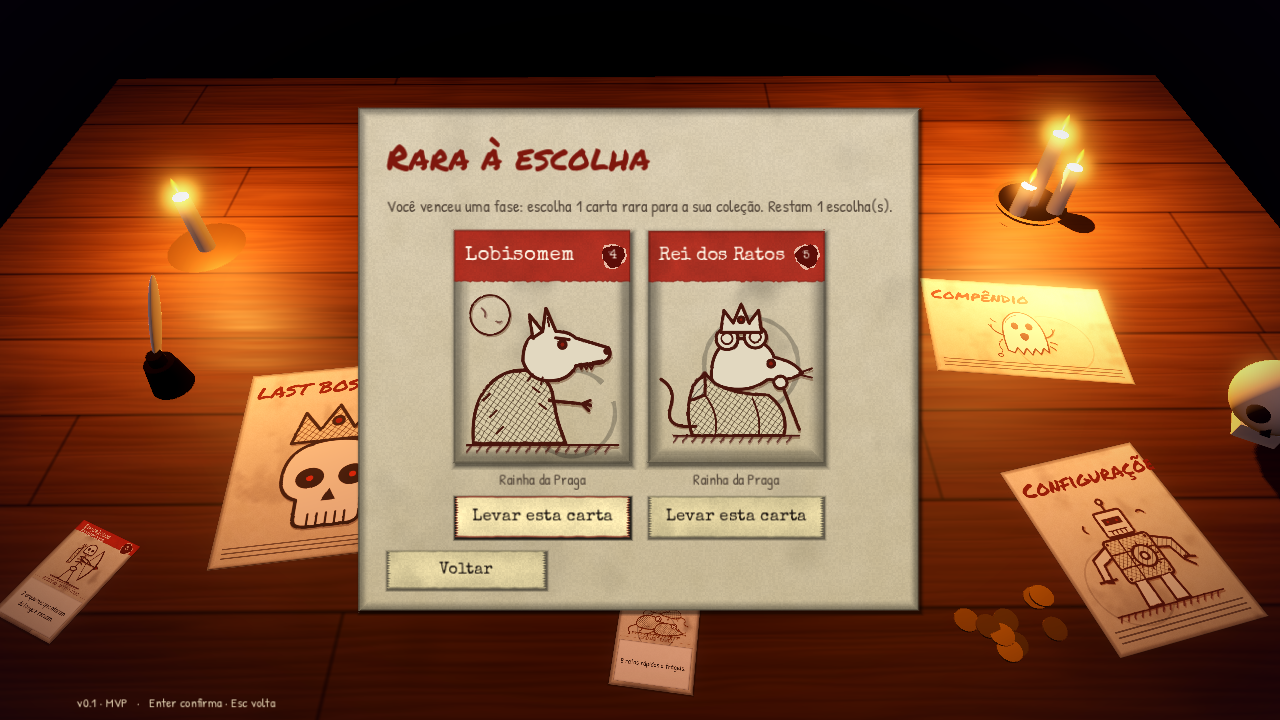 Rara à escolha
Você venceu uma fase: escolha 1 carta rara para a sua coleção. Restam 1 escolha(s).
Lobisomem 4
Rei dos Ratos 5
Rainha da Praga
Rainha da Praga
Levar esta carta
Levar esta carta
Voltar
Compêndio
LAST BOS
Configuraçõ
v0.1 · MVP · Enter confirma · Esc volta